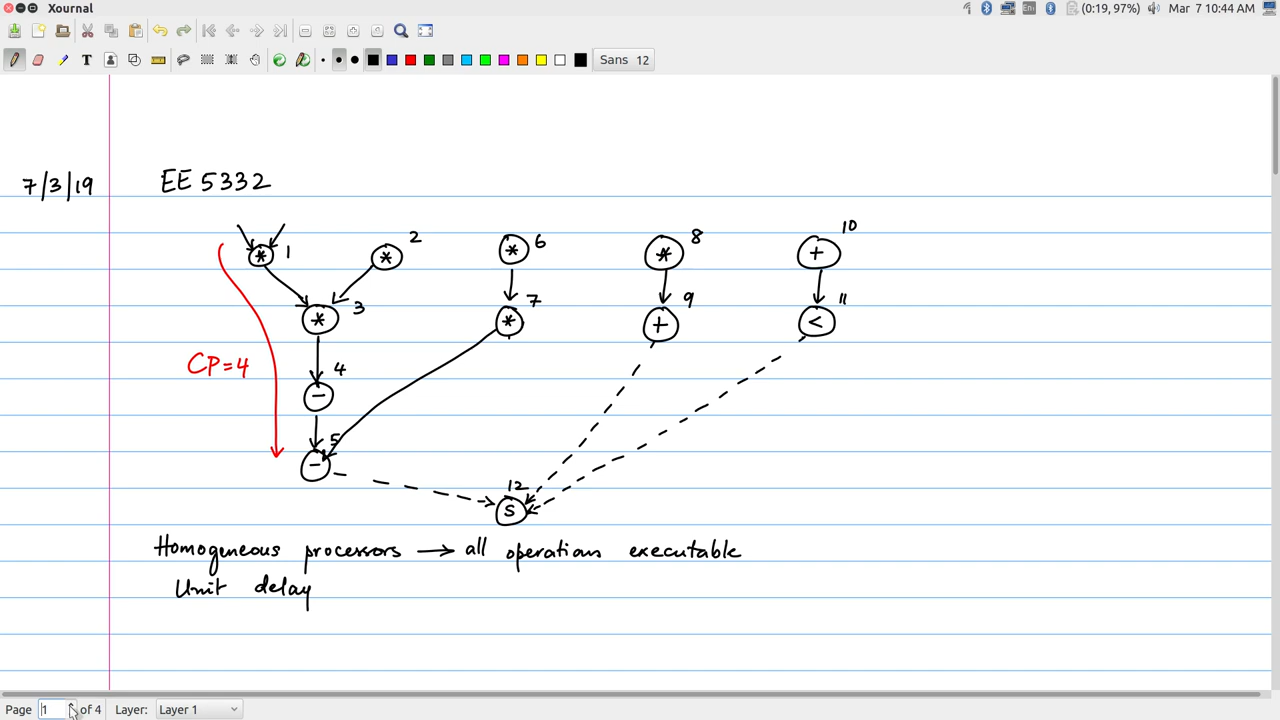 Xournal
(0:19, 97%) Mar 7 10:44 AM
En
T
Sans 12
7/3/19 EE 5332
10
* 1 * 2 * 6 * 8 +
* 3 * 7 + 9 < 11
CP=4
- 4
- 5
12
S
Homogeneous processors → all operations executable
Unit delay
Page 1 of 4 Layer: Layer 1